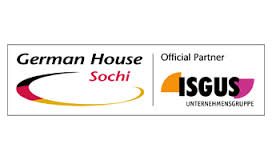 German House
Sochi
Official Partner
ISGUS
UNTERNEHMENSGRUPPE